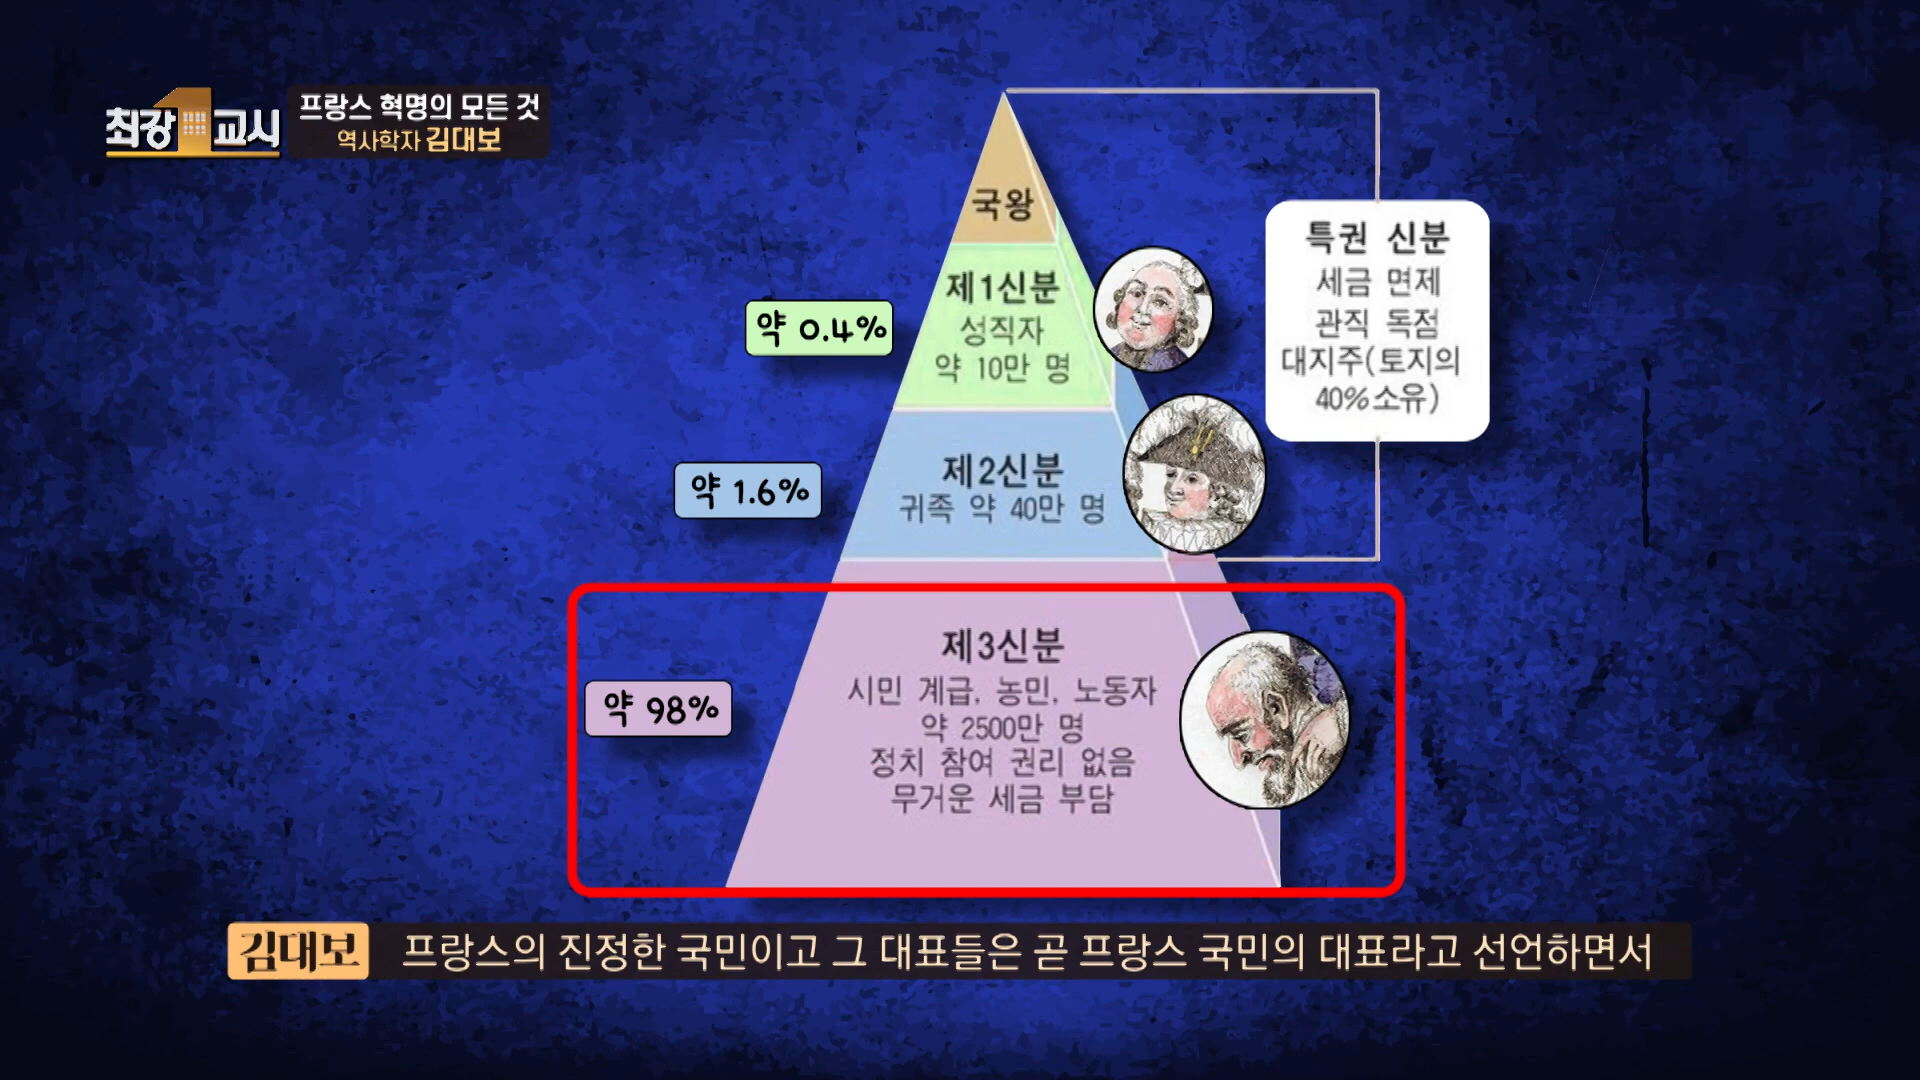 최강1교시
프랑스 혁명의 모든 것
역사학자 김대보
국왕
특권 신분
세금 면제
관직 독점
대지주(토지의
40%소유)
약 0.4%
제1신분
성직자
약 10만 명
약 1.6%
제2신분
귀족 약 40만 명
약 98%
제3신분
시민 계급, 농민, 노동자
약 2500만 명
정치 참여 권리 없음
무거운 세금 부담
김대보 프랑스의 진정한 국민이고 그 대표들은 곧 프랑스 국민의 대표라고 선언하면서